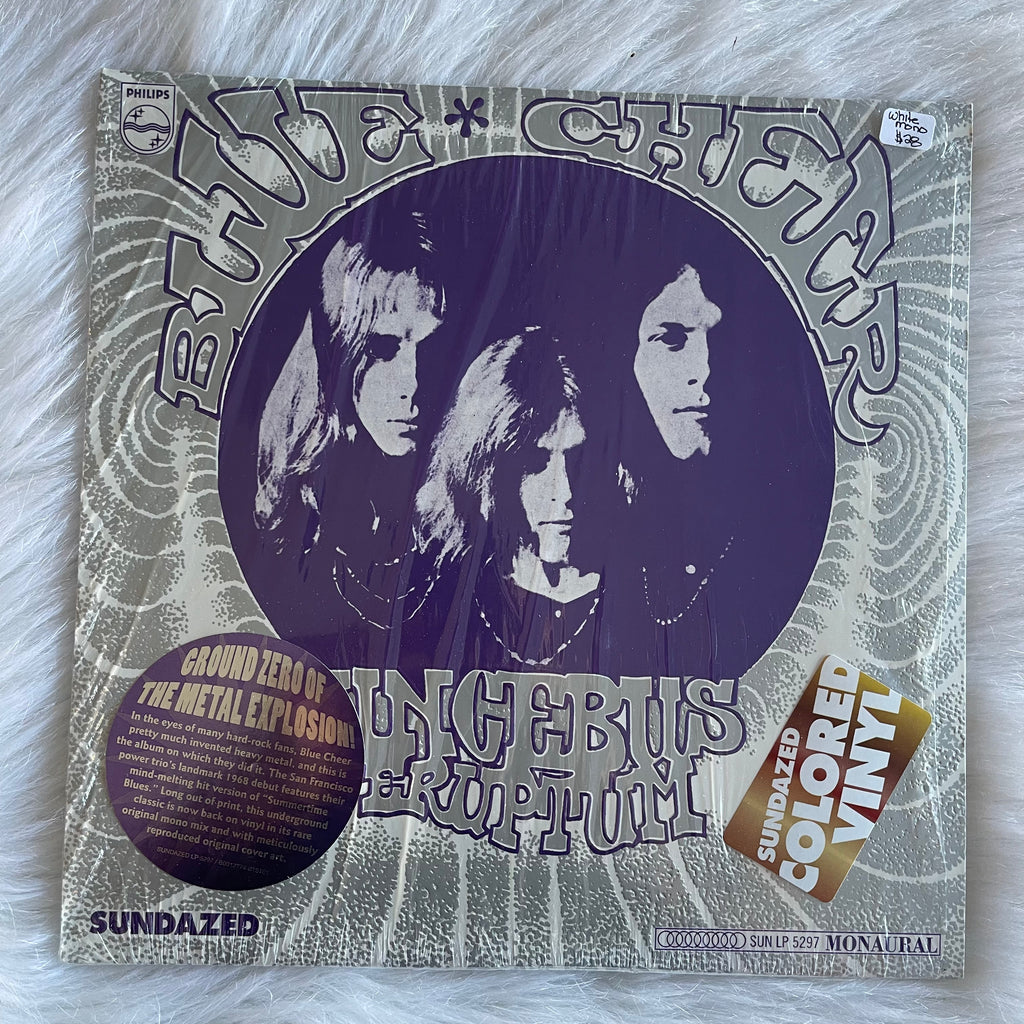 PHILIPS
BLUE * CHEER
white
mono
$28
VINCEBUS
ERUPTUM
GROUND ZERO OF
THE METAL EXPLOSION!
In the eyes of many hard-rock fans, Blue Cheer
pretty much invented heavy metal, and this is
the album on which they did it. The San Francisco
power trio's landmark 1968 debut features their
mind-melting hit version of "Summertime
Blues." Long out of print, this underground
classic is now back on vinyl in its rare
original mono mix and with meticulously
reproduced original cover art.
SUNDAZED LP 5297
SUNDAZED
COLORED
VINYL
SUNDAZED
SUN LP 5297 MONAURAL